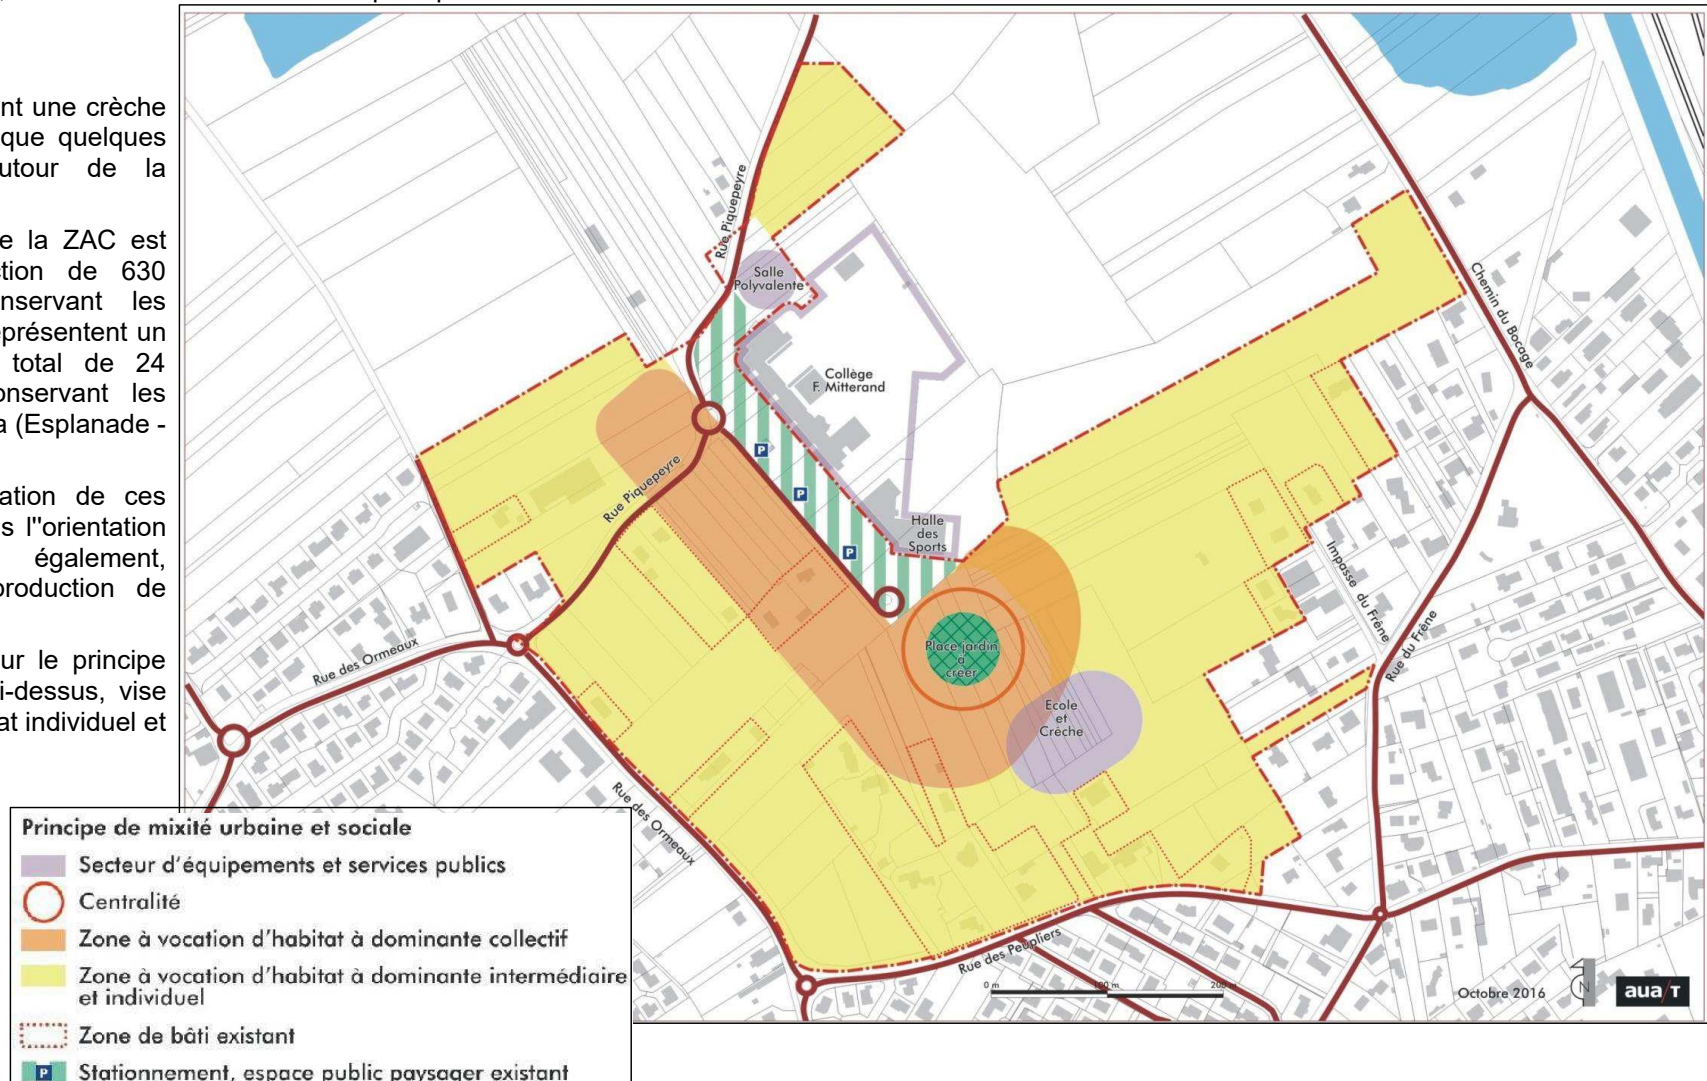 nt une crèche
que quelques
utour de la
e la ZAC est
ction de 630
nservant les
eprésentent un
total de 24
onservant les
a (Esplanade -
ation de ces
s l"orientation
également,
production de
ur le principe
i-dessus, vise
at individuel et
Rue Piquepeyre
Salle
Polyvalente
Collège
F. Mitterand
Chemin du Bocage
P
Rue Piquepeyre
P
Halle
des
Sports
P
Impasse du Frêne
Rue du Frêne
Rue des Ormeaux
Place jardin
à
créer
Ecole
et
Crèche
Rue des Ormeaux
Rue des Peupliers
0 m 100 m 200 m
Octobre 2016
N
aua/T
Principe de mixité urbaine et sociale
Secteur d'équipements et services publics
Centralité
Zone à vocation d'habitat à dominante collectif
Zone à vocation d'habitat à dominante intermédiaire
et individuel
Zone de bâti existant
P Stationnement, espace public paysager existant